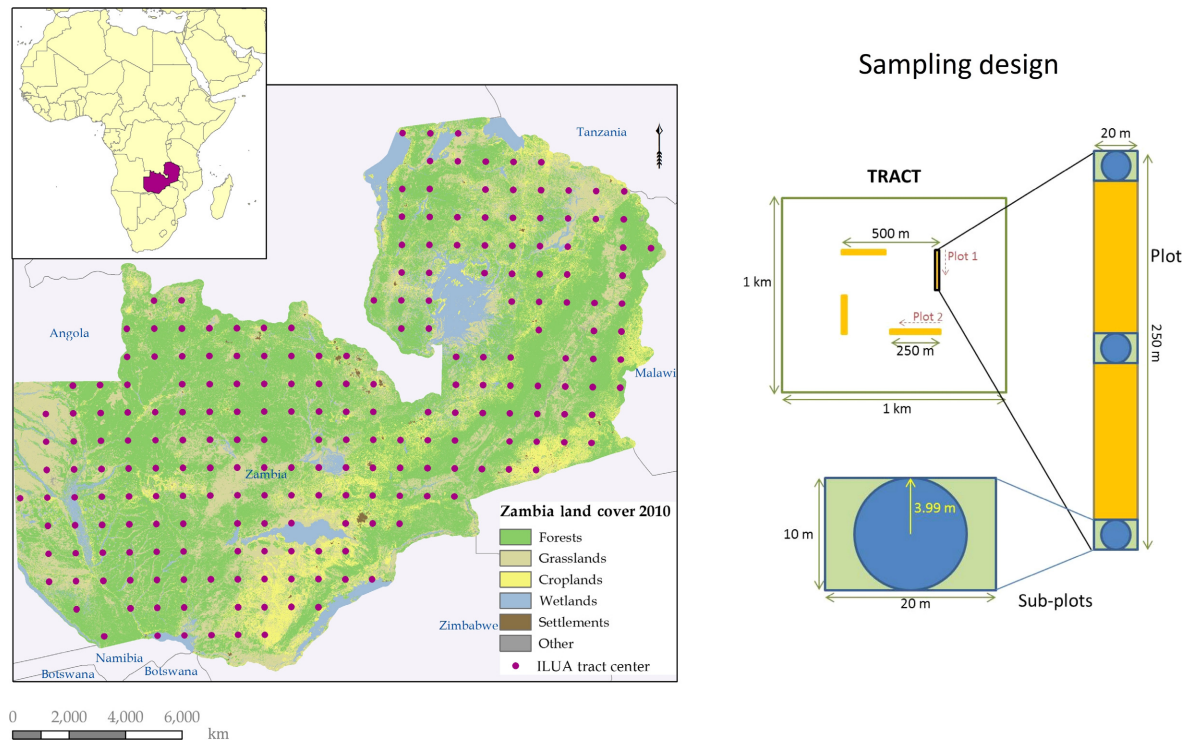 Tanzania
Angola
Malawi
Zambia
Zimbabwe
Namibia
Botswana
Botswana
Zambia land cover 2010
Forests
Grasslands
Croplands
Wetlands
Settlements
Other
ILUA tract center
0 2,000 4,000 6,000
km
Sampling design
20 m
TRACT
500 m
Plot 1
Plot
1 km
Plot 2
250 m
250 m
1 km
3.99 m
10 m
20 m
Sub-plots